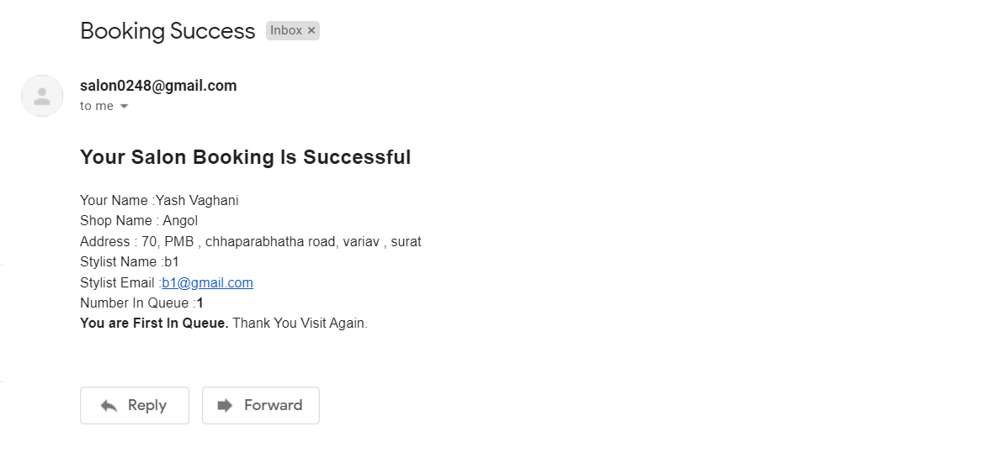 Booking Success Inbox ×
salon0248@gmail.com
to me
Your Salon Booking Is Successful
Your Name :Yash Vaghani
Shop Name : Angol
Address : 70, PMB , chhaparabhatha road, variav , surat
Stylist Name :b1
Stylist Email :b1@gmail.com
Number In Queue :1
You are First In Queue. Thank You Visit Again.
Reply Forward